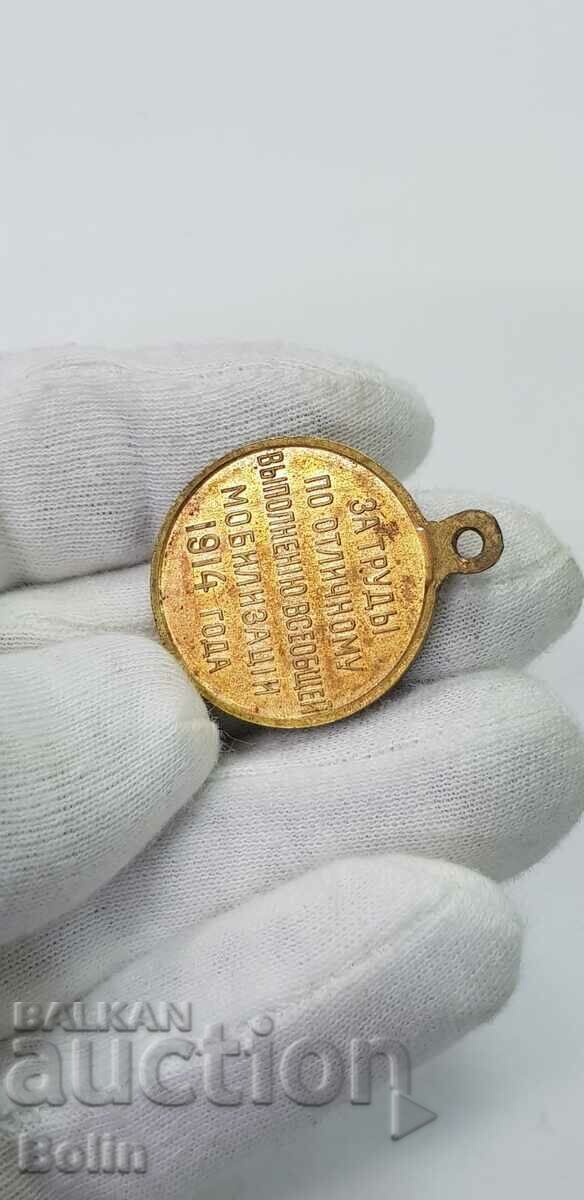 ЗА ТРУДЫ
ПО ОТЛИЧНОМУ
ВЫПОЛНЕНІЮ ВСЕОБЩЕЙ
МОБИЛИЗАЦІИ
1914 ГОДА
BALKAN
auction
Bolin